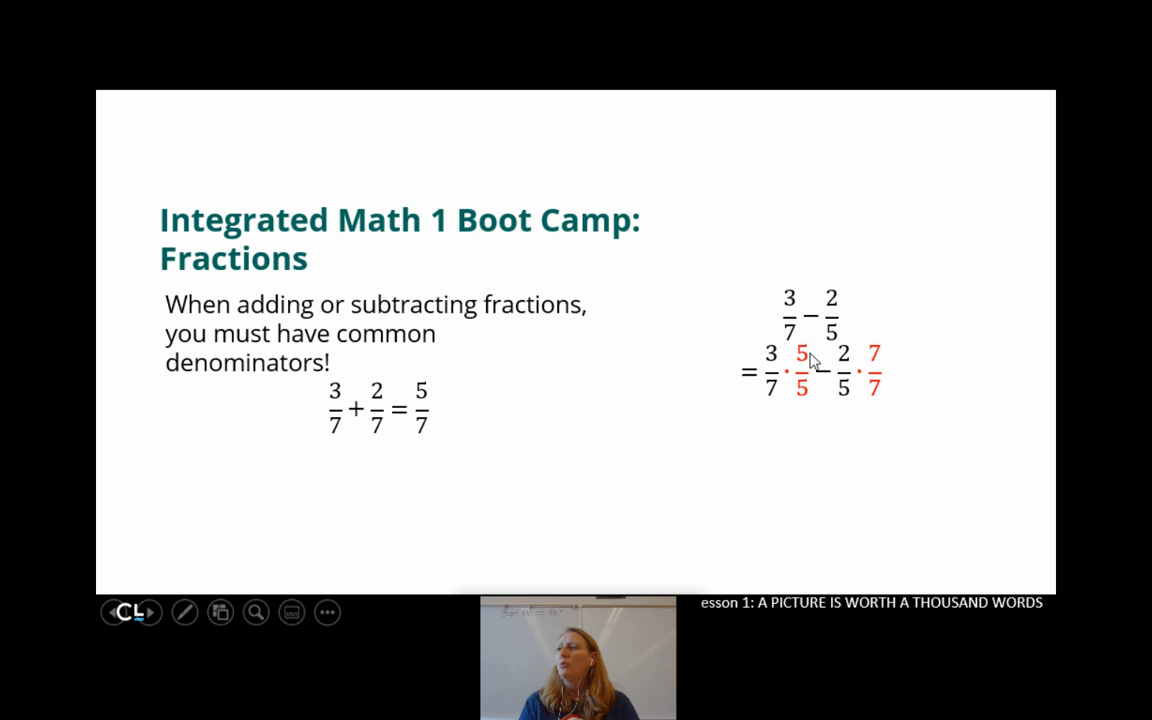 Integrated Math 1 Boot Camp:
Fractions
When adding or subtracting fractions,
you must have common
denominators!
3/7 + 2/7 = 5/7
3/7 − 2/5
= 3/7 · 5/5 − 2/5 · 7/7
CL
esson 1: A PICTURE IS WORTH A THOUSAND WORDS